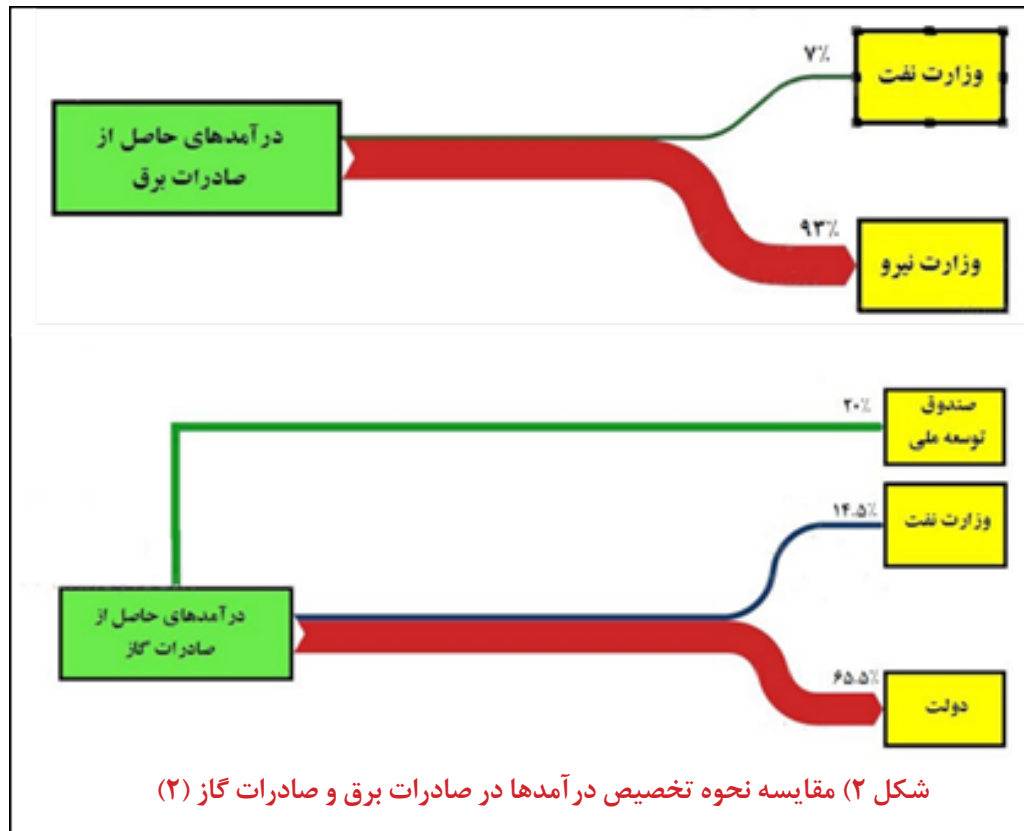 ۷٪
وزارت نفت
درآمدهای حاصل از
صادرات برق
۹۳٪
وزارت نیرو
۲۰٪
صندوق
توسعه ملی
۱۴.۵٪
وزارت نفت
درآمدهای حاصل از
صادرات گاز
۶۵.۵٪
دولت
شکل ۲) مقایسه نحوه تخصیص درآمدها در صادرات برق و صادرات گاز (۲)